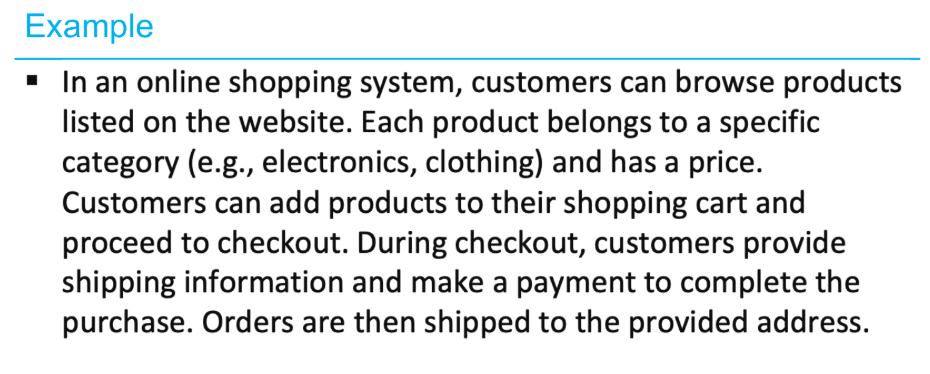 Example
▪ In an online shopping system, customers can browse products
listed on the website. Each product belongs to a specific
category (e.g., electronics, clothing) and has a price.
Customers can add products to their shopping cart and
proceed to checkout. During checkout, customers provide
shipping information and make a payment to complete the
purchase. Orders are then shipped to the provided address.